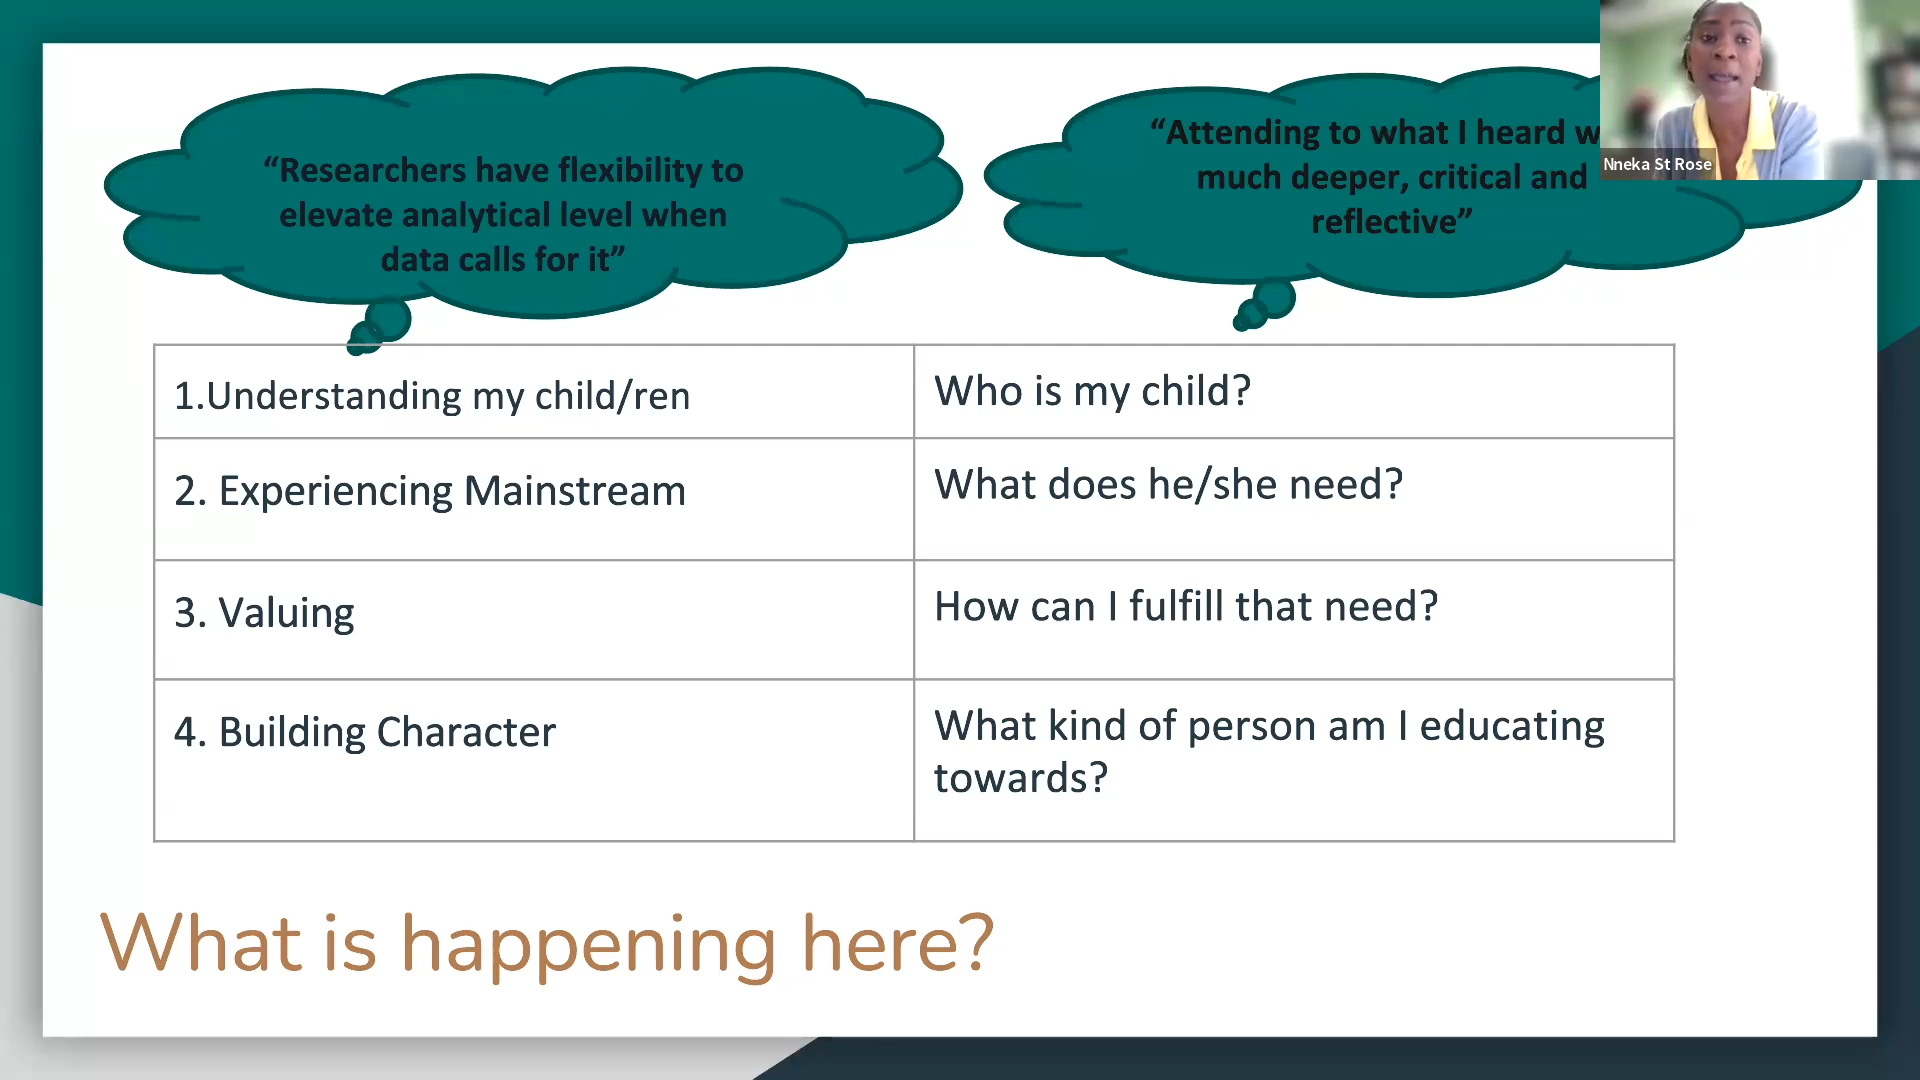 “Researchers have flexibility to
elevate analytical level when
data calls for it”
“Attending to what I heard
much deeper, critical and
reflective”
Nneka St Rose
1.Understanding my child/ren
Who is my child?
2. Experiencing Mainstream
What does he/she need?
3. Valuing
How can I fulfill that need?
4. Building Character
What kind of person am I educating
towards?
What is happening here?